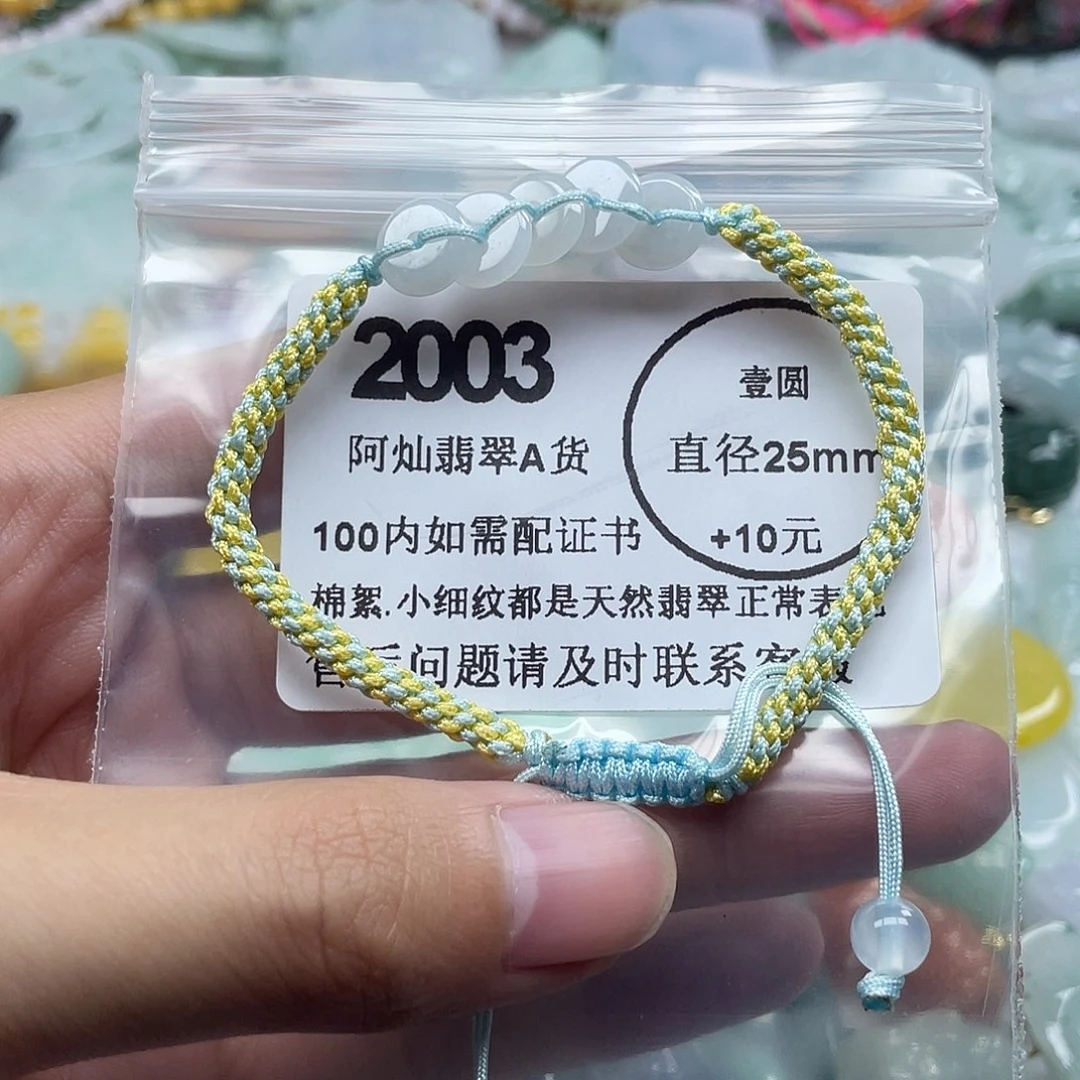 2003
阿灿翡翠A货
壹圆
直径25mm
100内如需配证书
+10元
棉絮.小细纹都是天然翡翠正常表
问题请及时联系